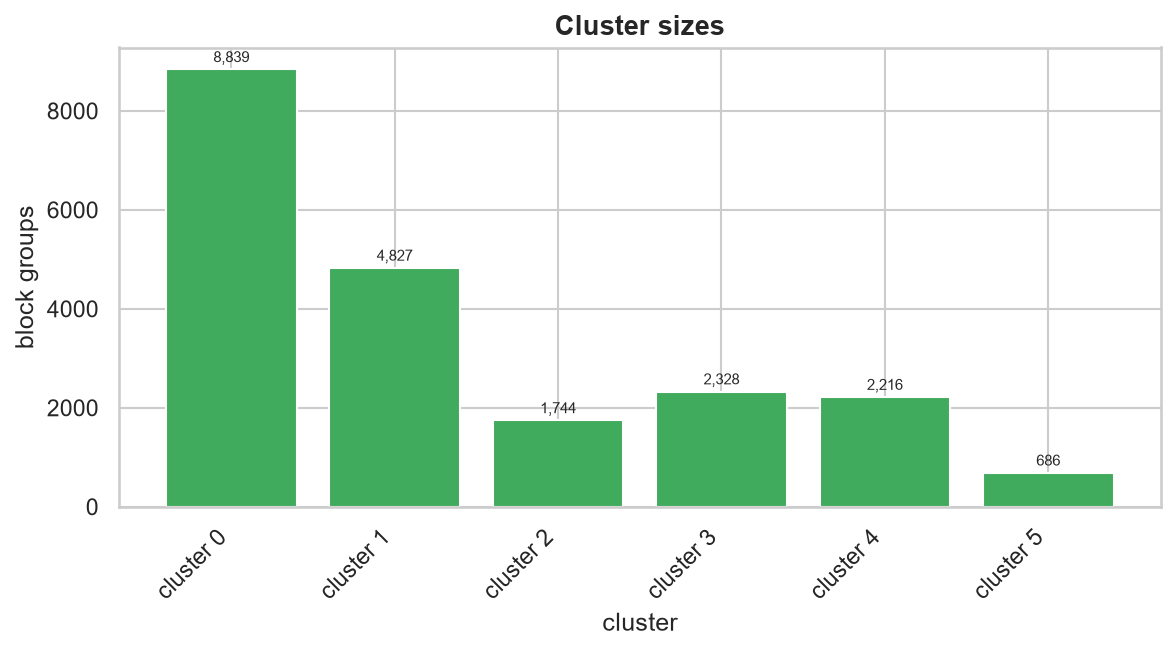 Cluster sizes
block groups
8000
6000
4000
2000
0
8,839
4,827
1,744
2,328
2,216
686
cluster 0
cluster 1
cluster 2
cluster 3
cluster 4
cluster 5
cluster